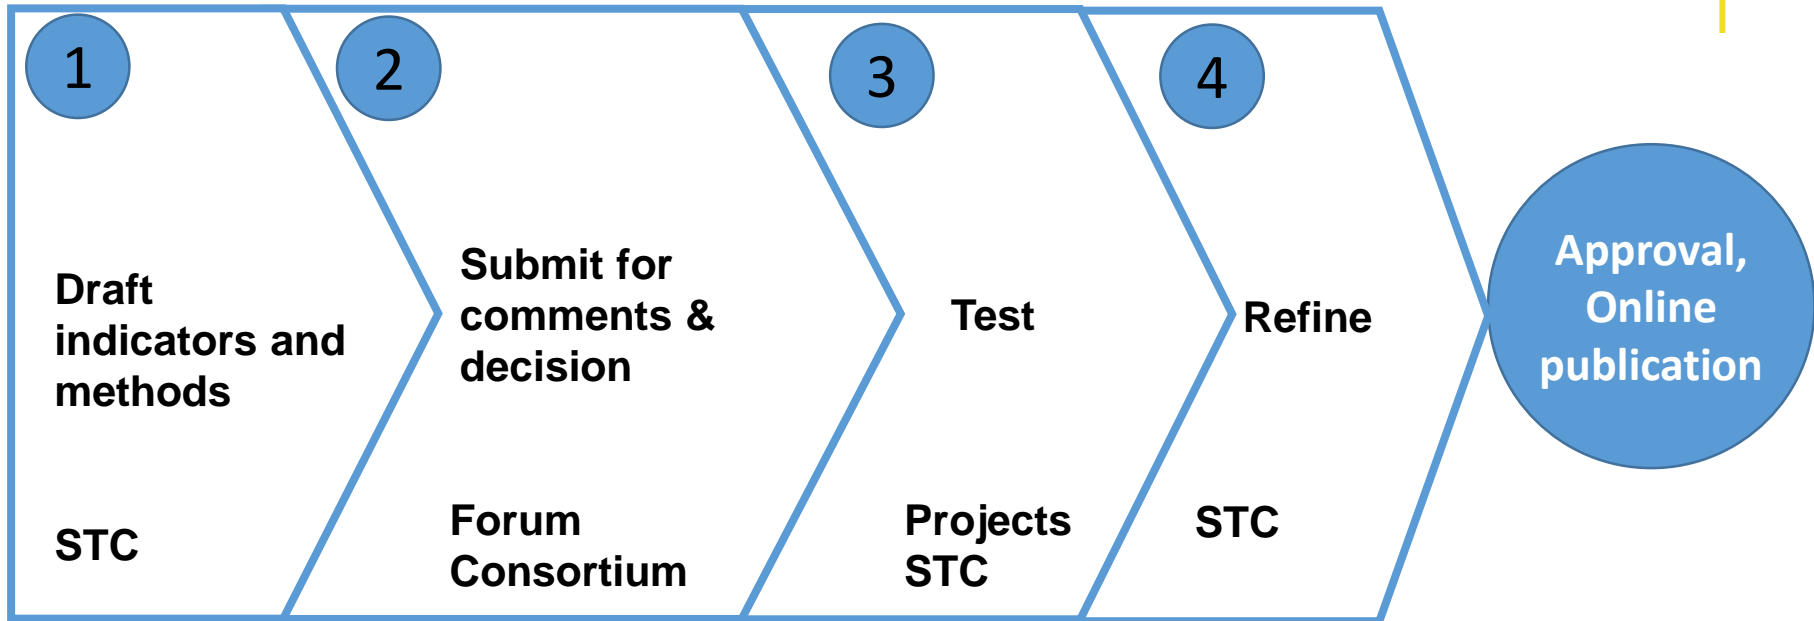 1
Draft
indicators and
methods
STC
2
Submit for
comments &
decision
Forum
Consortium
3
Test
Projects
STC
4
Refine
STC
Approval,
Online
publication